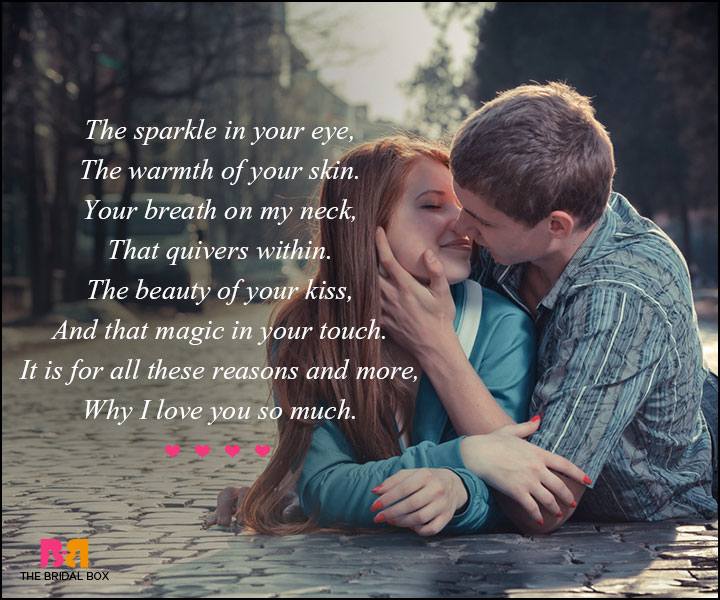 The sparkle in your eye,
The warmth of your skin.
Your breath on my neck,
That quivers within.
The beauty of your kiss,
And that magic in your touch.
It is for all these reasons and more,
Why I love you so much.
BB
THE BRIDAL BOX